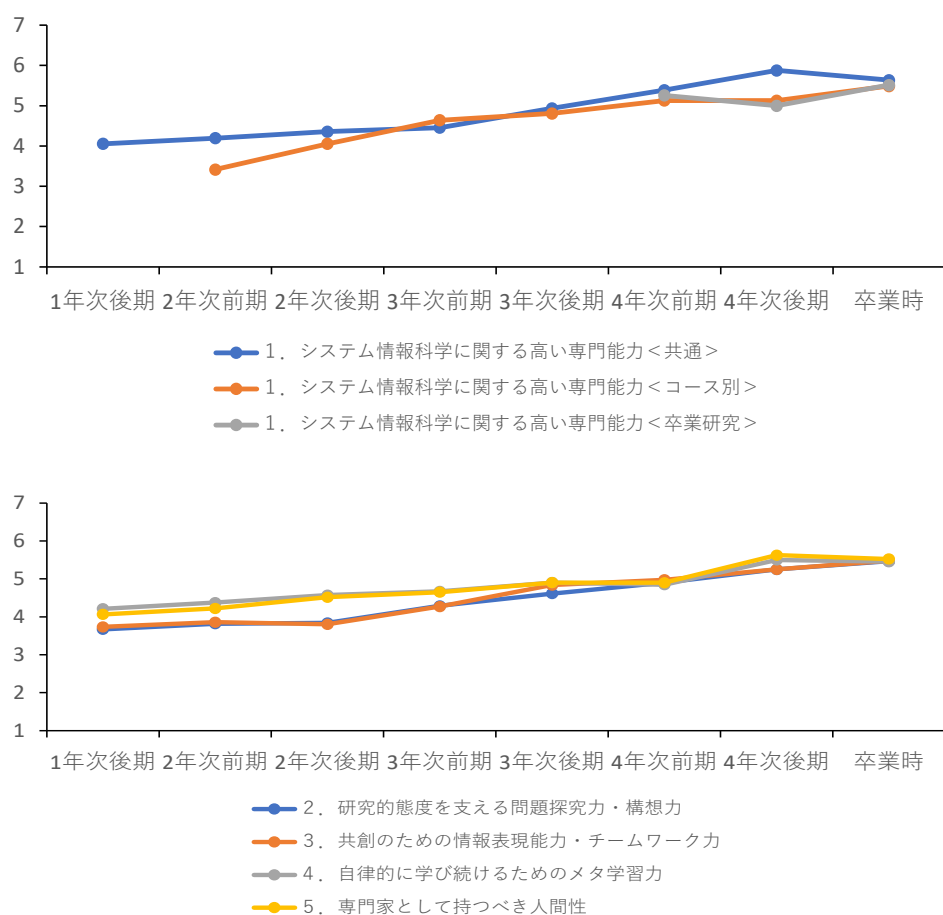 7
6
5
4
3
2
1
1年次後期 2年次前期 2年次後期 3年次前期 3年次後期 4年次前期 4年次後期 卒業時
1．システム情報科学に関する高い専門能力＜共通＞
1．システム情報科学に関する高い専門能力＜コース別＞
1．システム情報科学に関する高い専門能力＜卒業研究＞
7
6
5
4
3
2
1
1年次後期 2年次前期 2年次後期 3年次前期 3年次後期 4年次前期 4年次後期 卒業時
2．研究的態度を支える問題探究力・構想力
3．共創のための情報表現能力・チームワーク力
4．自律的に学び続けるためのメタ学習力
5．専門家として持つべき人間性